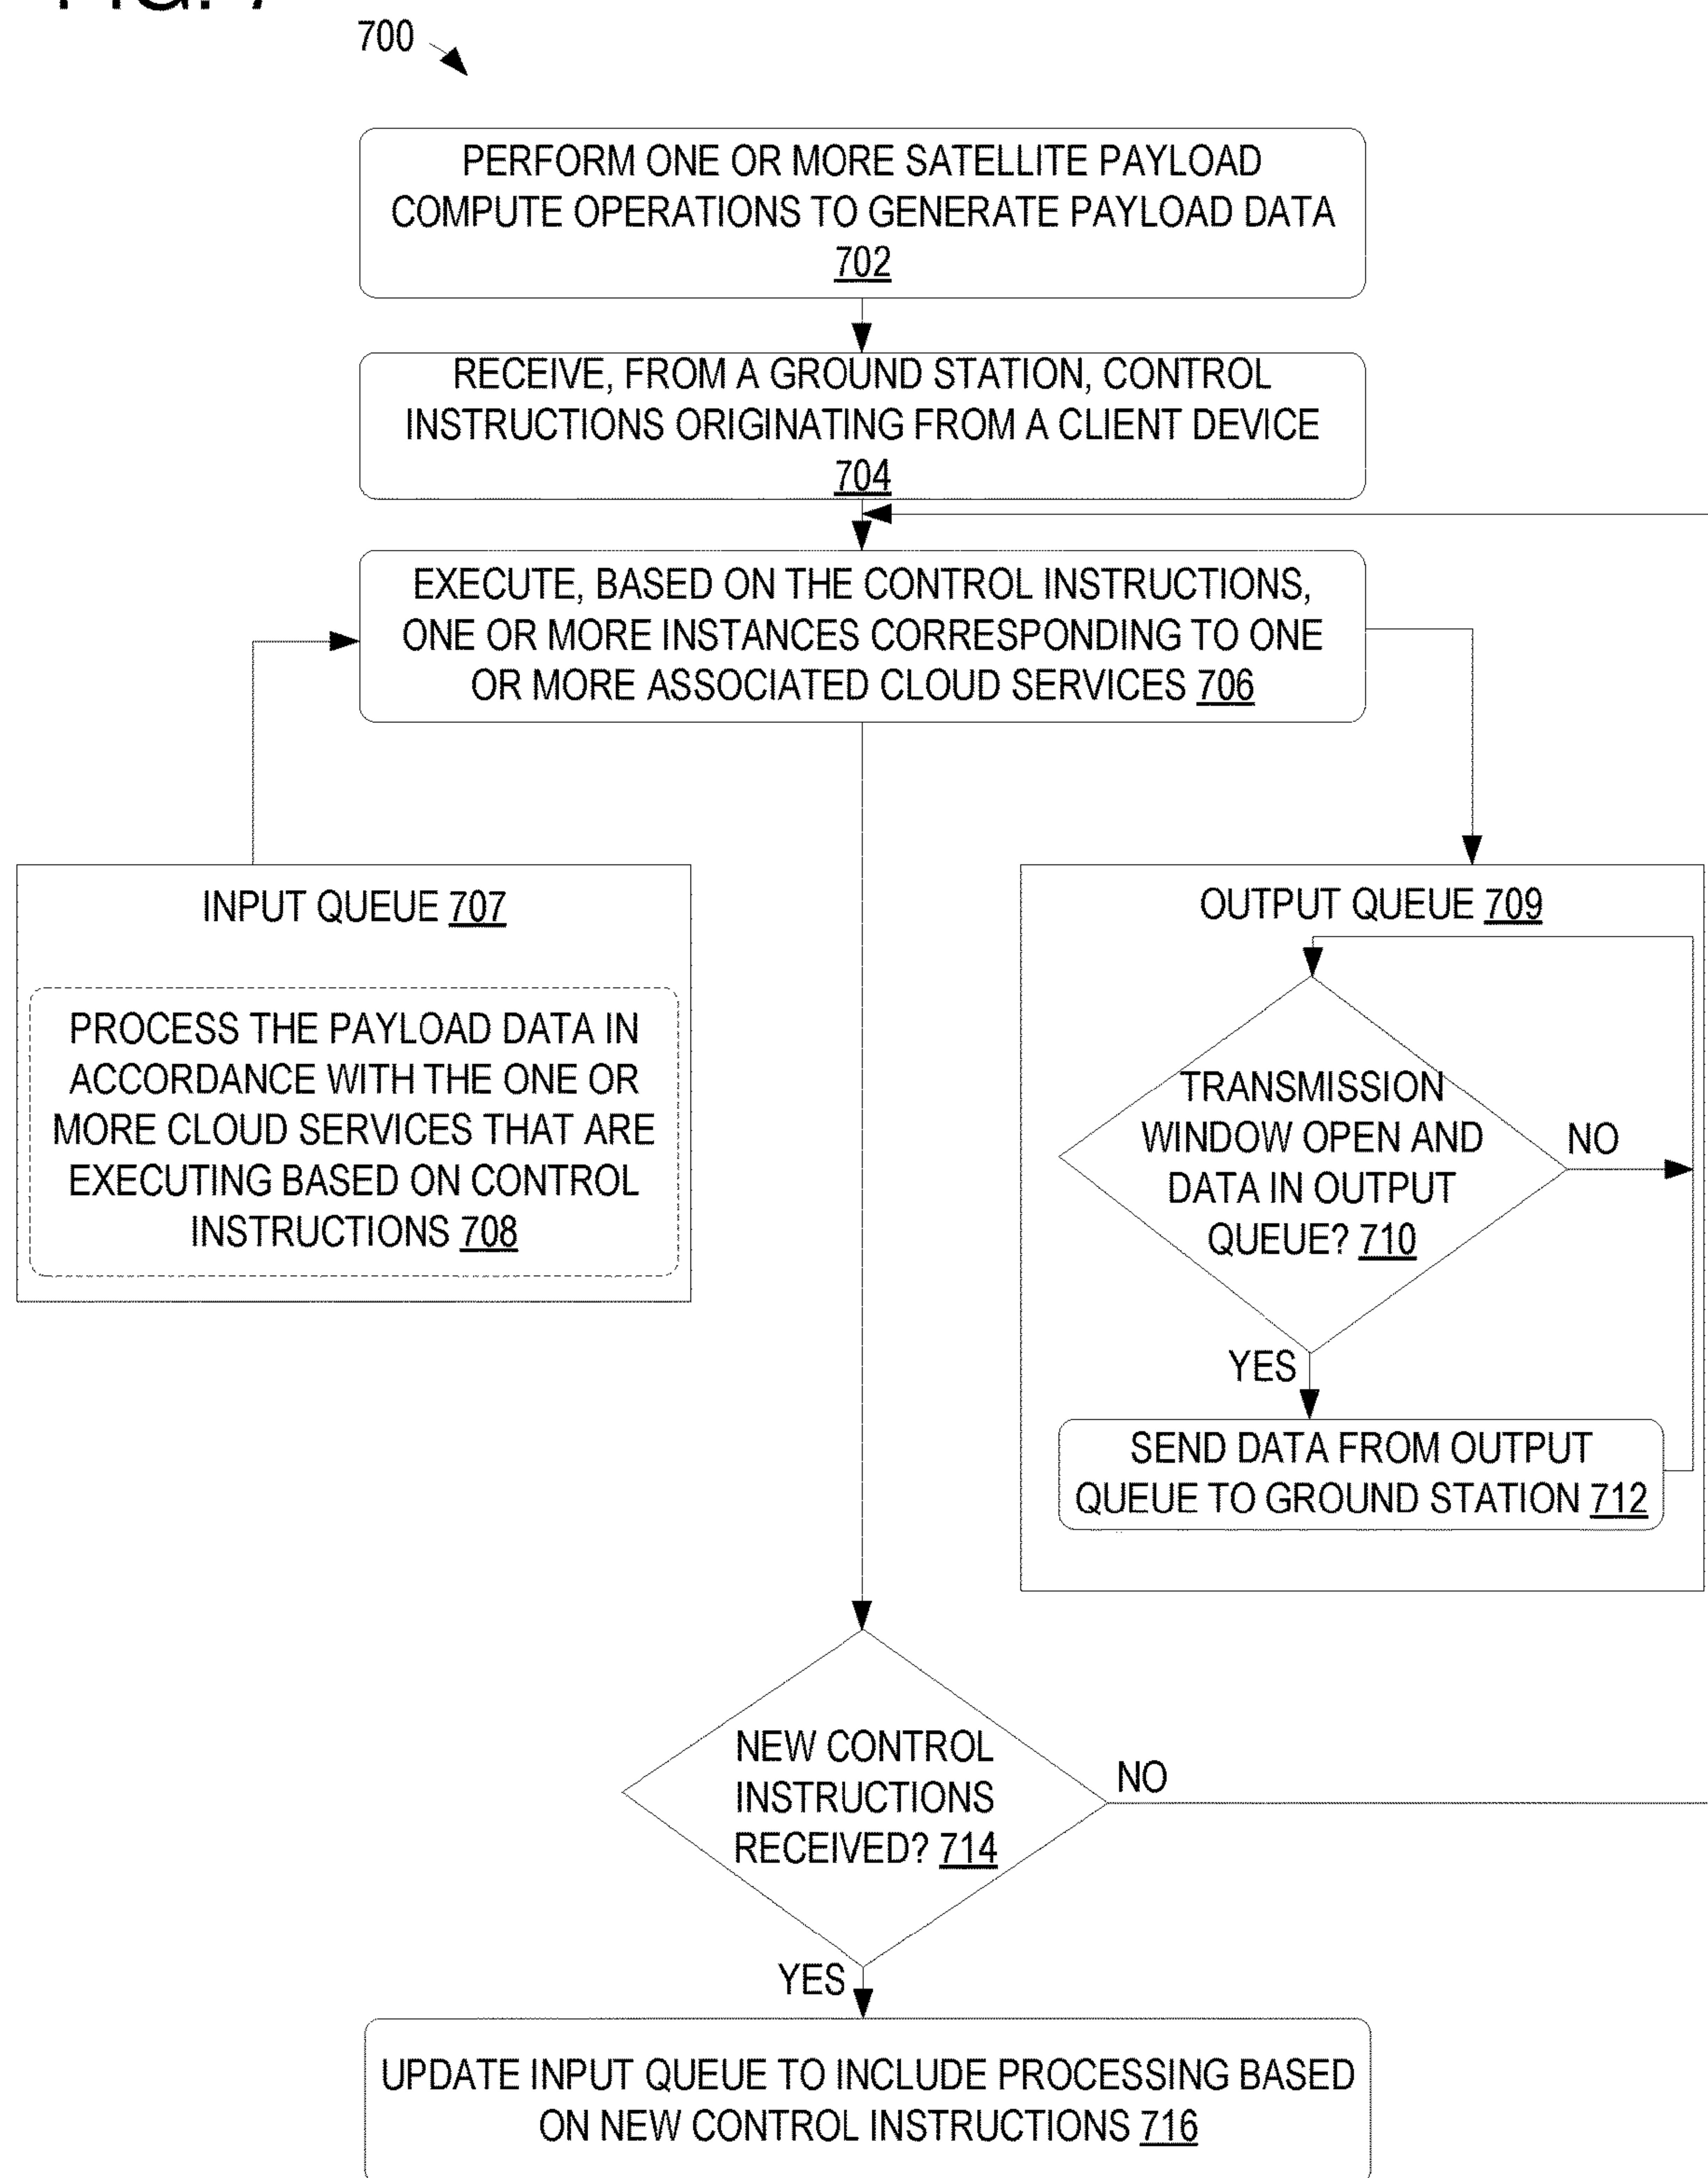 FIG. 7
700
PERFORM ONE OR MORE SATELLITE PAYLOAD
COMPUTE OPERATIONS TO GENERATE PAYLOAD DATA
702
RECEIVE, FROM A GROUND STATION, CONTROL
INSTRUCTIONS ORIGINATING FROM A CLIENT DEVICE
704
EXECUTE, BASED ON THE CONTROL INSTRUCTIONS,
ONE OR MORE INSTANCES CORRESPONDING TO ONE
OR MORE ASSOCIATED CLOUD SERVICES 706
INPUT QUEUE 707
PROCESS THE PAYLOAD DATA IN
ACCORDANCE WITH THE ONE OR
MORE CLOUD SERVICES THAT ARE
EXECUTING BASED ON CONTROL
INSTRUCTIONS 708
OUTPUT QUEUE 709
TRANSMISSION
WINDOW OPEN AND
DATA IN OUTPUT
QUEUE? 710
NO
YES
SEND DATA FROM OUTPUT
QUEUE TO GROUND STATION 712
NEW CONTROL
INSTRUCTIONS
RECEIVED? 714
NO
YES
UPDATE INPUT QUEUE TO INCLUDE PROCESSING BASED
ON NEW CONTROL INSTRUCTIONS 716